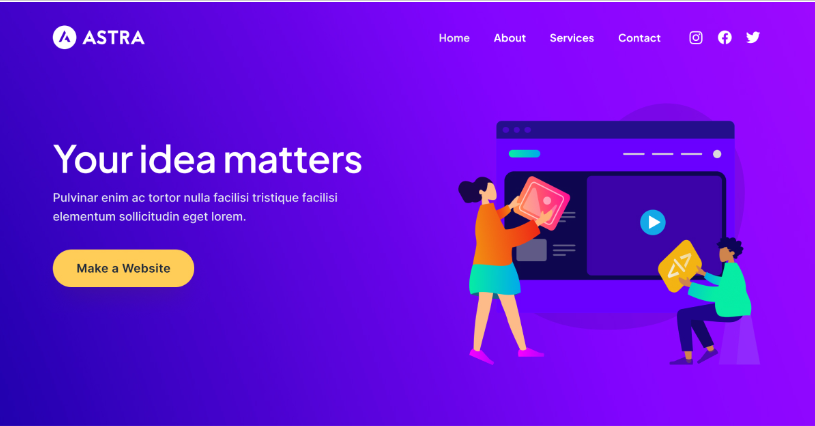 ASTRA
Home About Services Contact
Your idea matters
Pulvinar enim ac tortor nulla facilisi tristique facilisi
elementum sollicitudin eget lorem.
Make a Website
</>